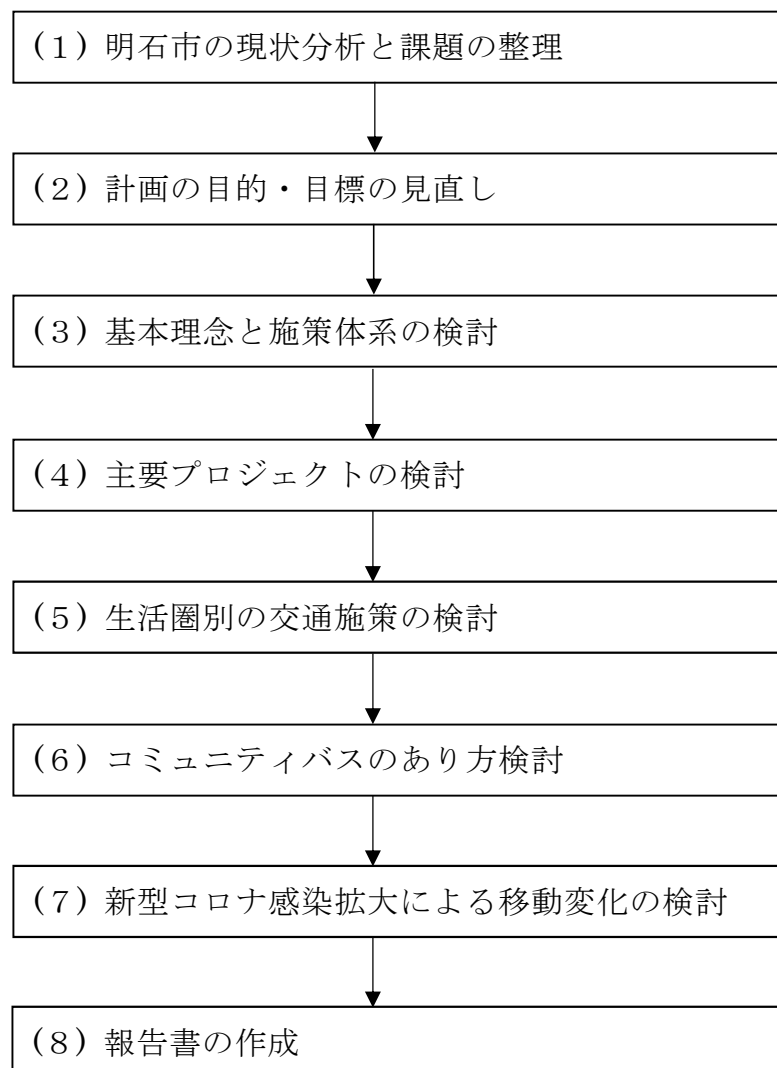 (１) 明石市の現状分析と課題の整理
(２) 計画の目的・目標の見直し
(３) 基本理念と施策体系の検討
(４) 主要プロジェクトの検討
(５) 生活圏別の交通施策の検討
(６) コミュニティバスのあり方検討
(７) 新型コロナ感染拡大による移動変化の検討
(８) 報告書の作成